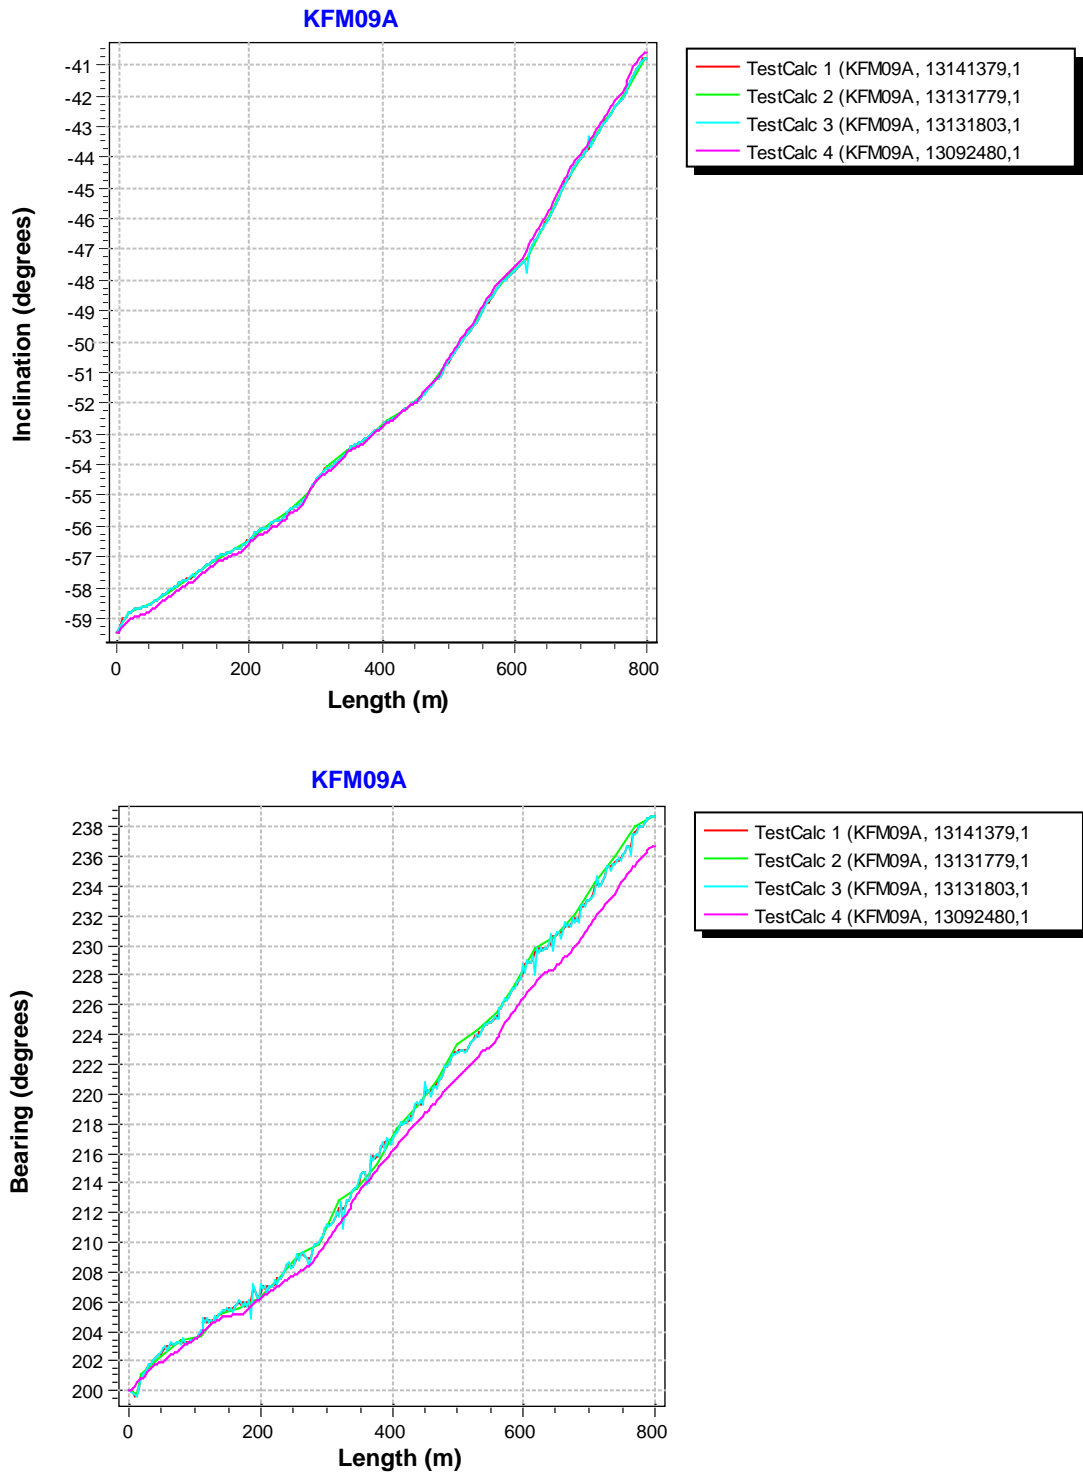 KFM09A
-41
-42
-43
-44
-45
-46
-47
-48
-49
-50
-51
-52
-53
-54
-55
-56
-57
-58
-59
Inclination (degrees)
0 200 400 600 800
Length (m)
TestCalc 1 (KFM09A, 13141379,1
TestCalc 2 (KFM09A, 13131779,1
TestCalc 3 (KFM09A, 13131803,1
TestCalc 4 (KFM09A, 13092480,1
KFM09A
238
236
234
232
230
228
226
224
222
220
218
216
214
212
210
208
206
204
202
200
Bearing (degrees)
0 200 400 600 800
Length (m)
TestCalc 1 (KFM09A, 13141379,1
TestCalc 2 (KFM09A, 13131779,1
TestCalc 3 (KFM09A, 13131803,1
TestCalc 4 (KFM09A, 13092480,1